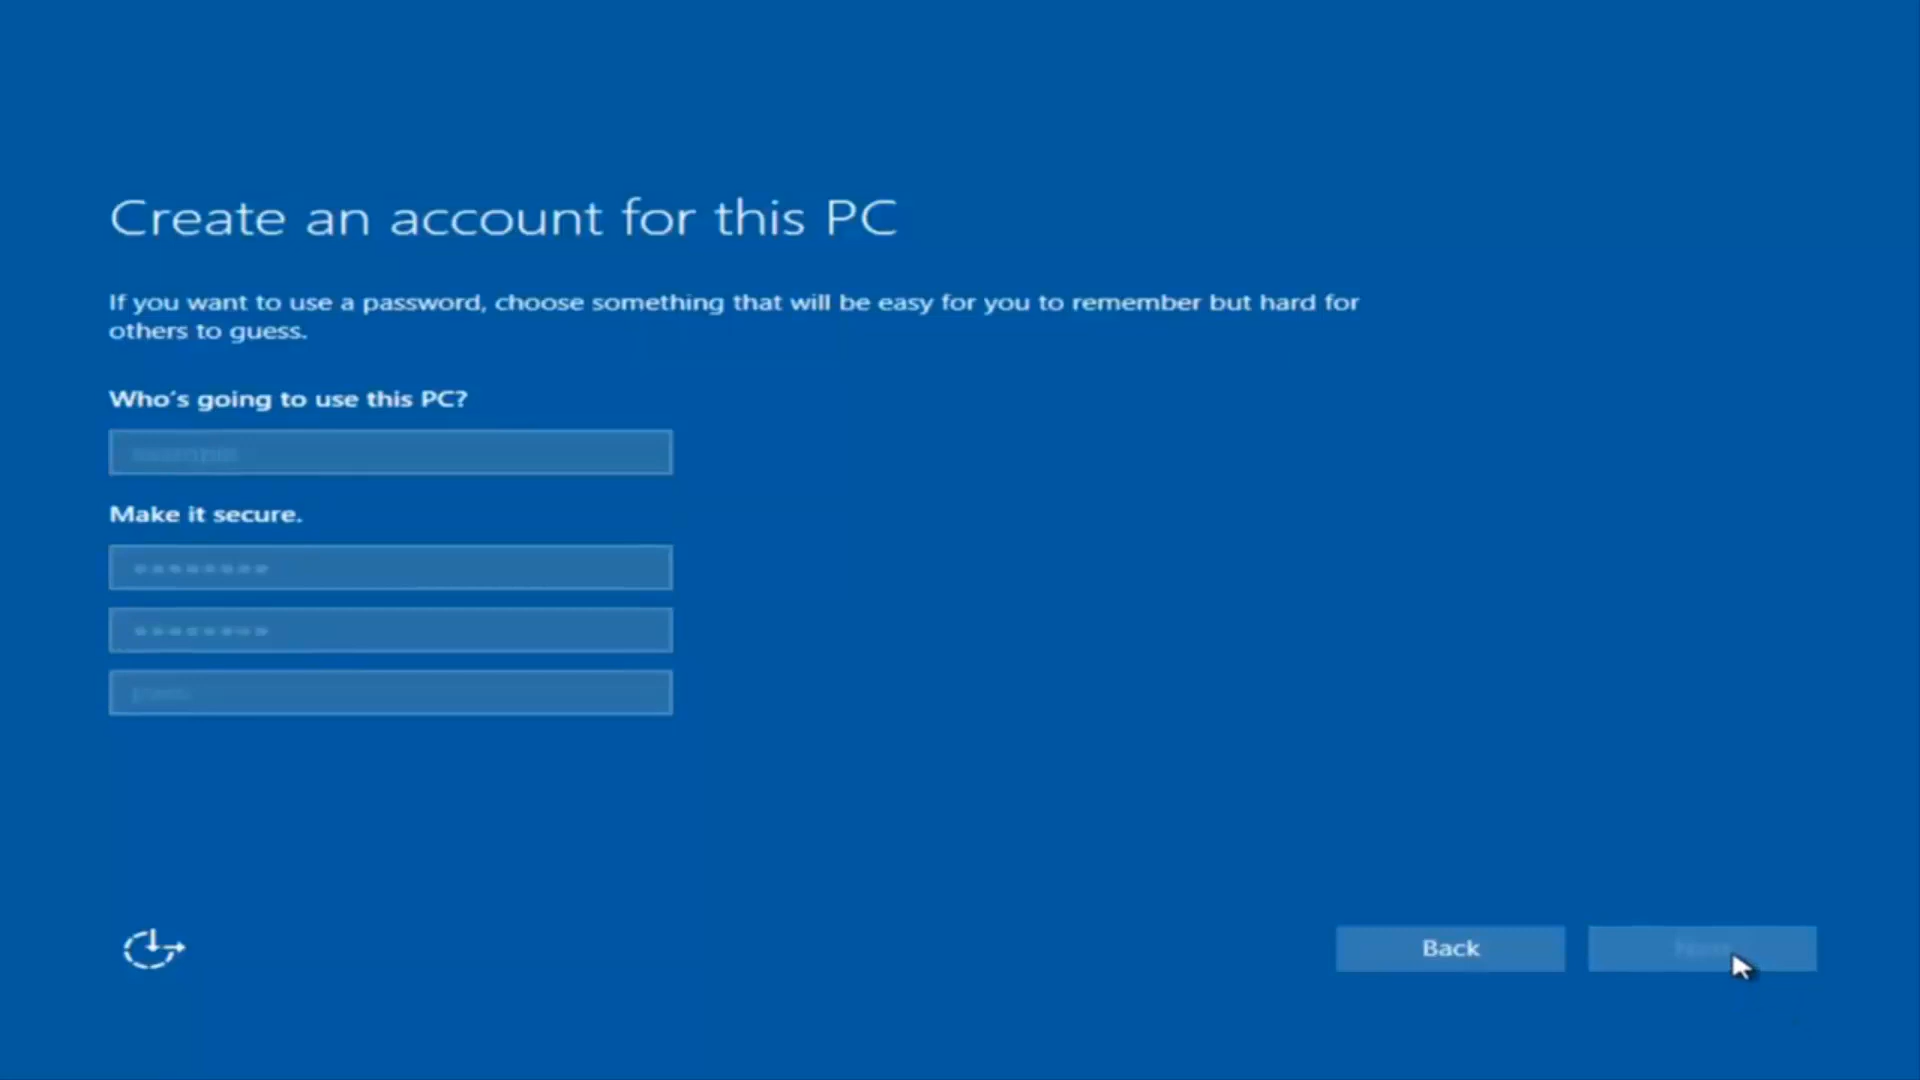 Create an account for this PC
If you want to use a password, choose something that will be easy for you to remember but hard for
others to guess.
Who's going to use this PC?
Make it secure.
●●●●●●●●
●●●●●●●●
Back